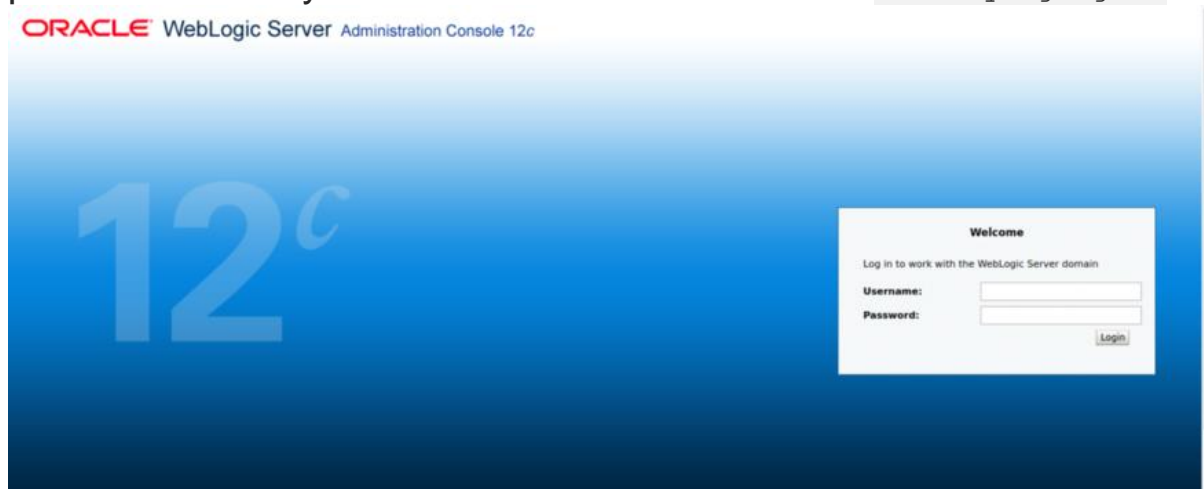 ORACLE WebLogic Server Administration Console 12c
12c
Welcome
Log in to work with the WebLogic Server domain
Username:
Password:
Login